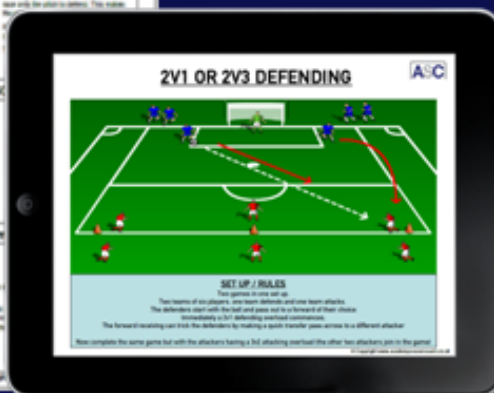 2V1 OR 2V3 DEFENDING
ASC
SET UP / RULES
Two games in one set up
Two teams of six players, one team defends and one team attacks.
The defenders start with the ball and pass out to a forward of their choice
Immediately a 2v1 defending overload commences.
The forward receiving can trick the defenders by making a quick transfer pass across to a different attacker
Now complete the same game but with the attackers having a 3v2 attacking overload (the other two attackers join in the game)